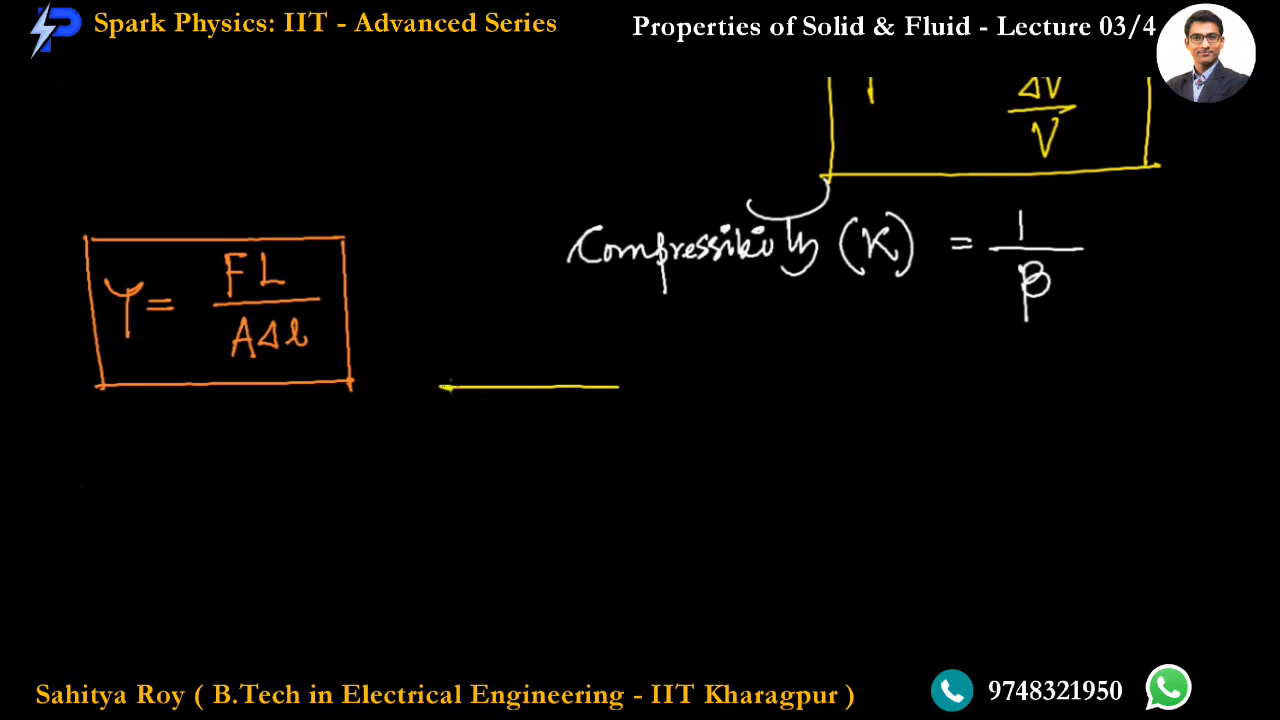 Spark Physics: IIT - Advanced Series
Properties of Solid & Fluid - Lecture 03/4
ΔV
V
Compressibility (K) = 1
β
Y = FL
AΔl
Sahitya Roy ( B.Tech in Electrical Engineering - IIT Kharagpur )
9748321950